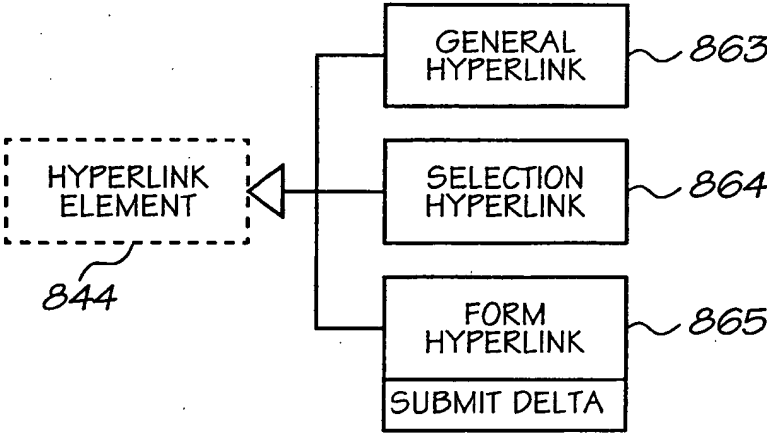 GENERAL
HYPERLINK
863
HYPERLINK
ELEMENT
844
SELECTION
HYPERLINK
864
FORM
HYPERLINK
865
SUBMIT DELTA